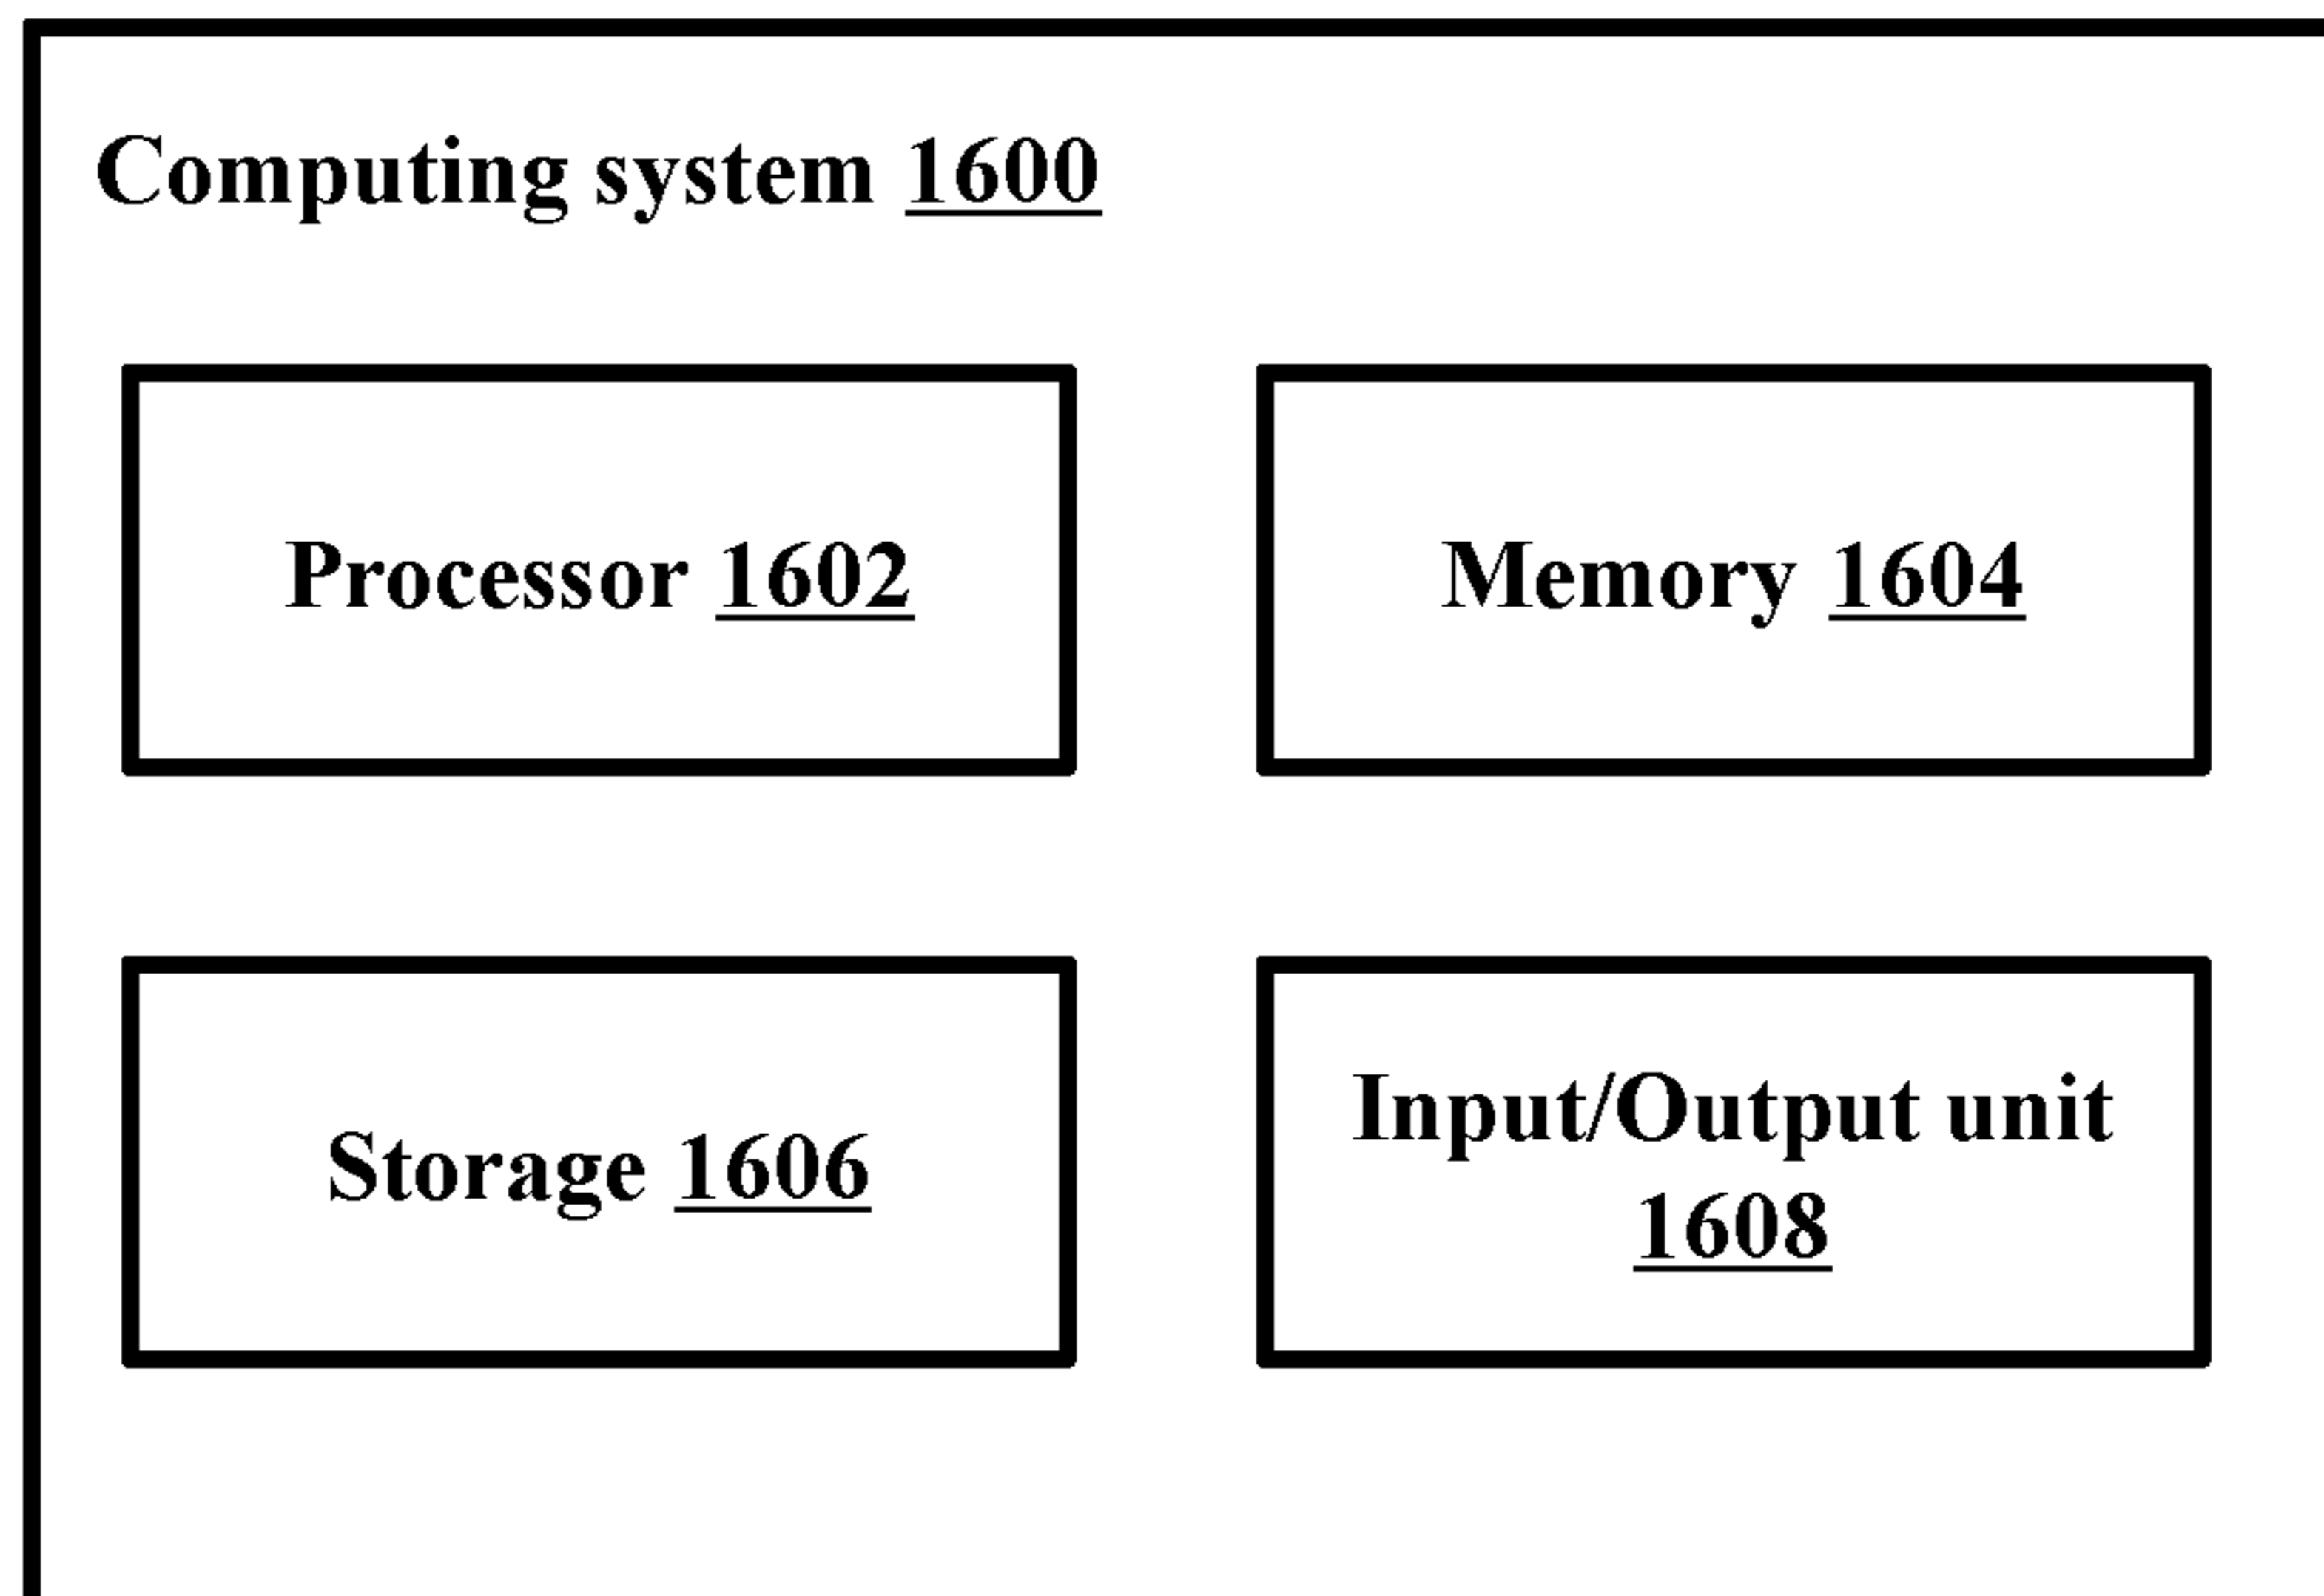 Computing system 1600
Processor 1602
Memory 1604
Storage 1606
Input/Output unit
1608